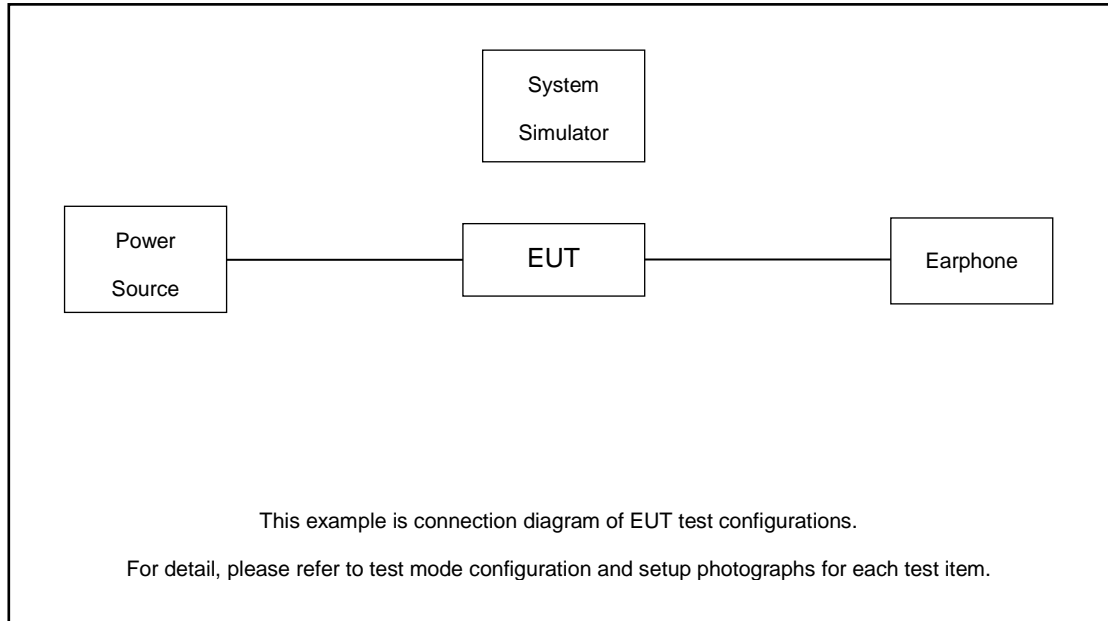 System
Simulator
Power
Source
EUT
Earphone
This example is connection diagram of EUT test configurations.
For detail, please refer to test mode configuration and setup photographs for each test item.